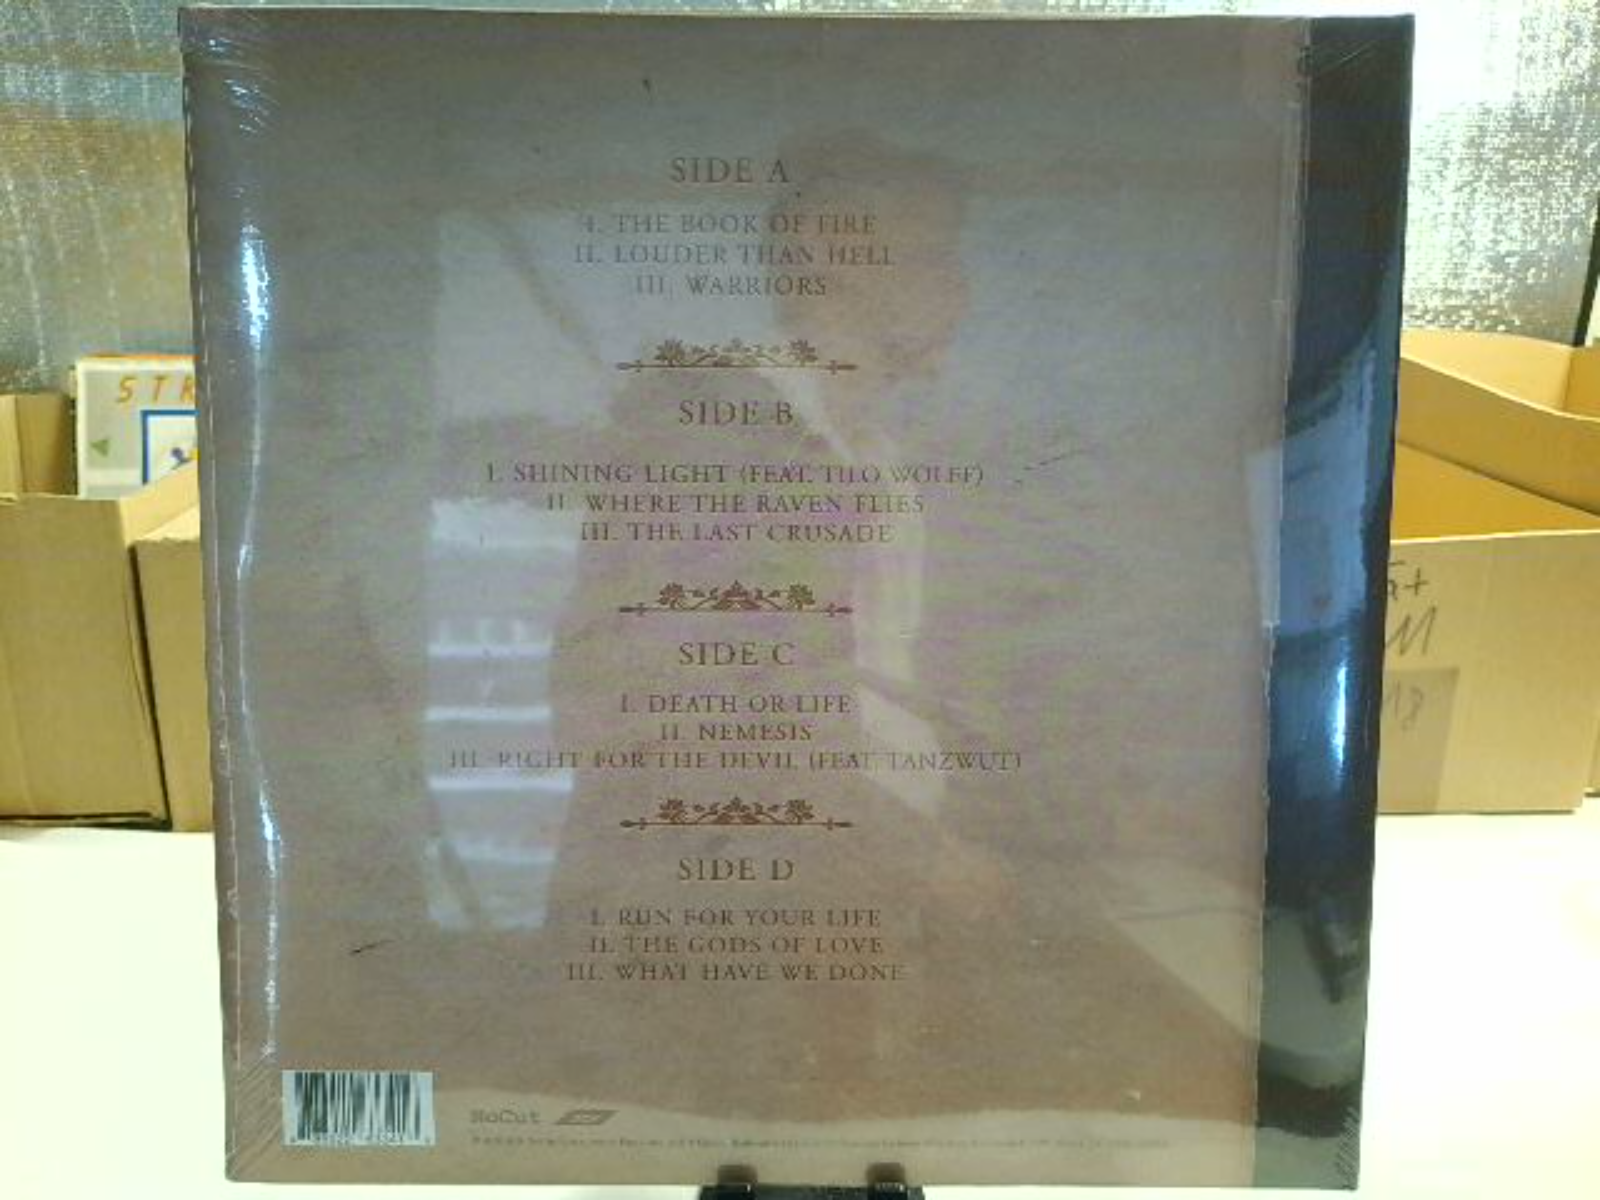 SIDE A
I. THE BOOK OF FIRE
II. LOUDER THAN HELL
III. WARRIORS
STR
SIDE B
I. SHINING LIGHT (FEAT. TILO WOLFF)
II. WHERE THE RAVEN FLIES
III. THE LAST CRUSADE
SIDE C
I. DEATH OR LIFE
II. NEMESIS
III. RIGHT FOR THE DEVIL (FEAT. TANZWUT)
SIDE D
I. RUN FOR YOUR LIFE
II. THE GODS OF LOVE
III. WHAT HAVE WE DONE
NoCut